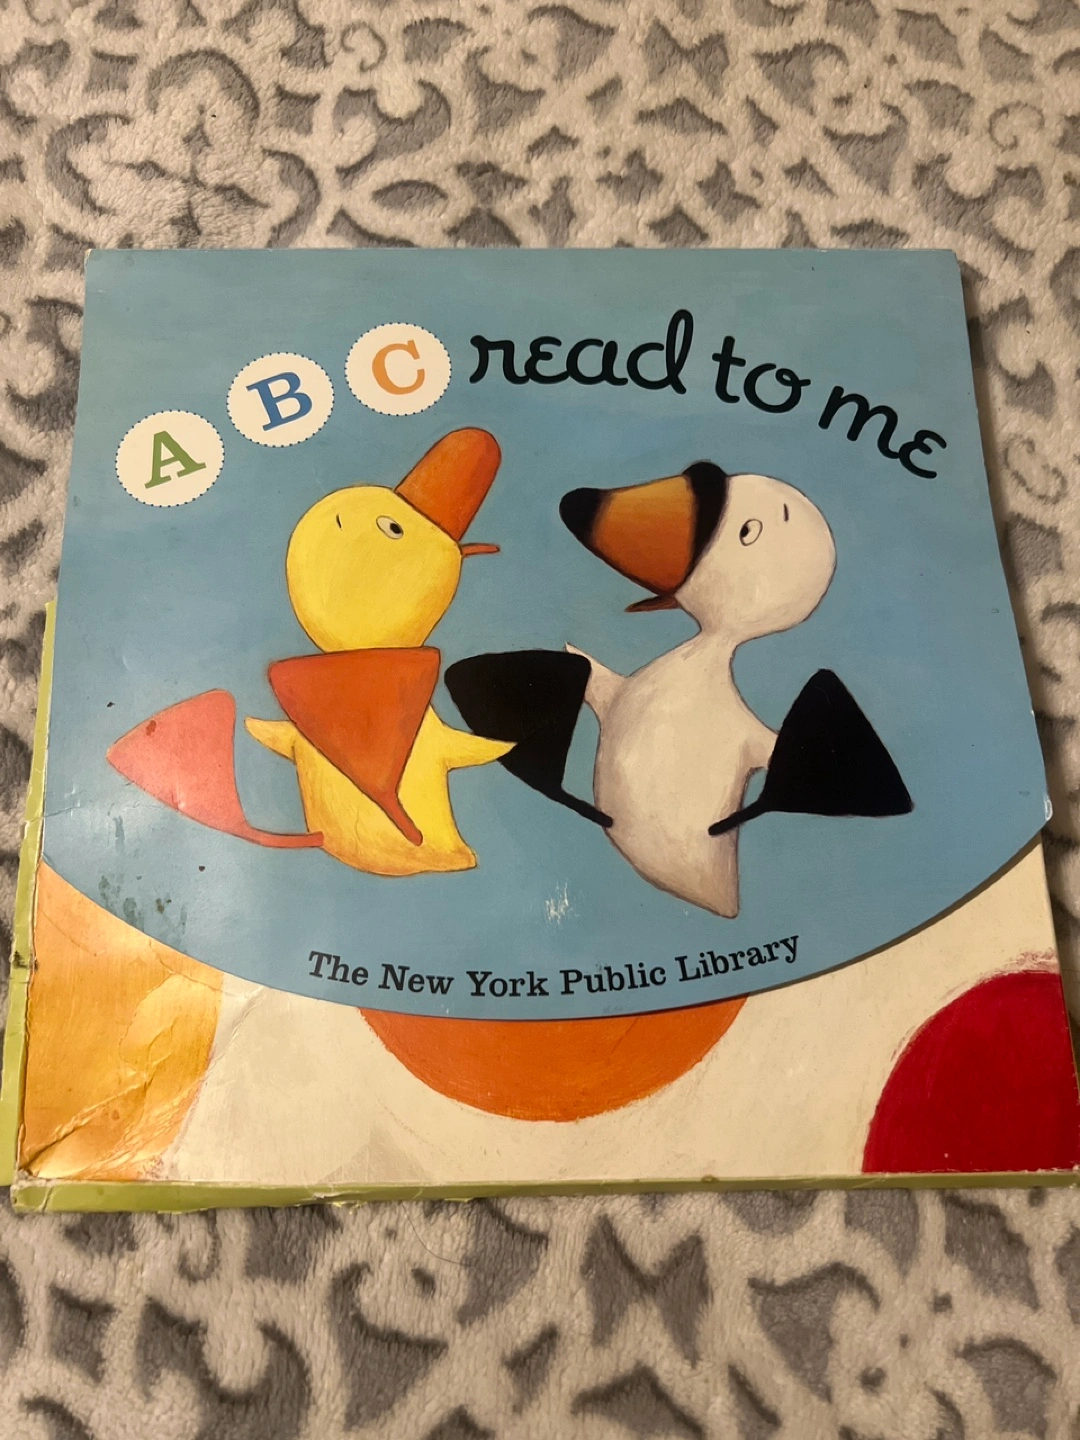 A B C read to me
The New York Public Library